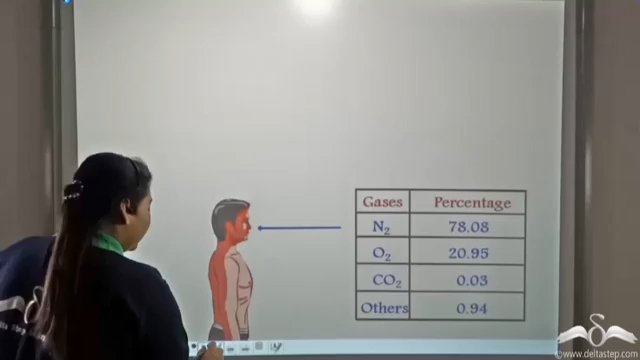 Gases Percentage
N₂ 78.08
O₂ 20.95
CO₂ 0.03
Others 0.94
©www.deltastep.com